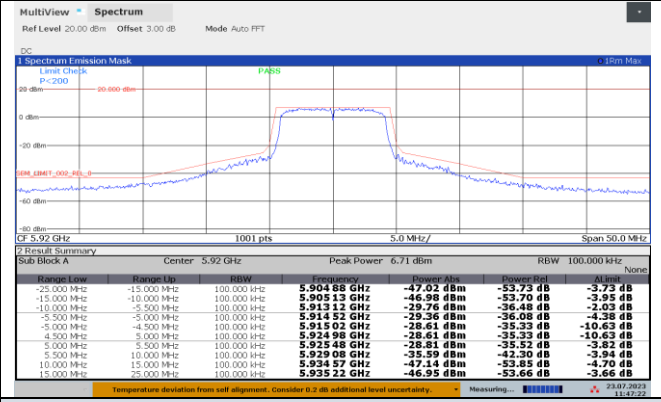 MultiView Spectrum
Ref Level 20.00 dBm Offset 3.00 dB Mode Auto FFT
DC
1 Spectrum Emission Mask 1Rm Max
Limit Check PASS
P<200
20 dBm 20.000 dBm
0 dBm
-20 dBm
SEM_LIMIT_002_REL_0
-60 dBm
-80 dBm
CF 5.92 GHz 1001 pts 5.0 MHz/ Span 50.0 MHz
2 Result Summary
Sub Block A Center 5.92 GHz Peak Power 6.71 dBm RBW 100.000 kHz
None
Range Low Range Up RBW Frequency Power Abs Power Rel ΔLimit
-25.000 MHz -15.000 MHz 100.000 kHz 5.904 88 GHz -47.02 dBm -53.73 dB -3.73 dB
-15.000 MHz -10.000 MHz 100.000 kHz 5.905 13 GHz -46.98 dBm -53.70 dB -3.95 dB
-10.000 MHz -5.500 MHz 100.000 kHz 5.913 12 GHz -29.76 dBm -36.48 dB -2.03 dB
-5.500 MHz -5.000 MHz 100.000 kHz 5.914 52 GHz -29.36 dBm -36.08 dB -4.38 dB
-5.000 MHz -4.500 MHz 100.000 kHz 5.915 02 GHz -28.61 dBm -35.33 dB -10.63 dB
4.500 MHz 5.000 MHz 100.000 kHz 5.924 98 GHz -28.61 dBm -35.33 dB -10.63 dB
5.000 MHz 5.500 MHz 100.000 kHz 5.925 48 GHz -28.81 dBm -35.52 dB -3.82 dB
5.500 MHz 10.000 MHz 100.000 kHz 5.929 08 GHz -35.59 dBm -42.30 dB -3.94 dB
10.000 MHz 15.000 MHz 100.000 kHz 5.934 57 GHz -47.14 dBm -53.85 dB -4.70 dB
15.000 MHz 25.000 MHz 100.000 kHz 5.935 22 GHz -46.95 dBm -53.66 dB -3.66 dB
Temperature deviation from self alignment. Consider 0.2 dB additional level uncertainty. Measuring... 23.07.2023
11:47:22